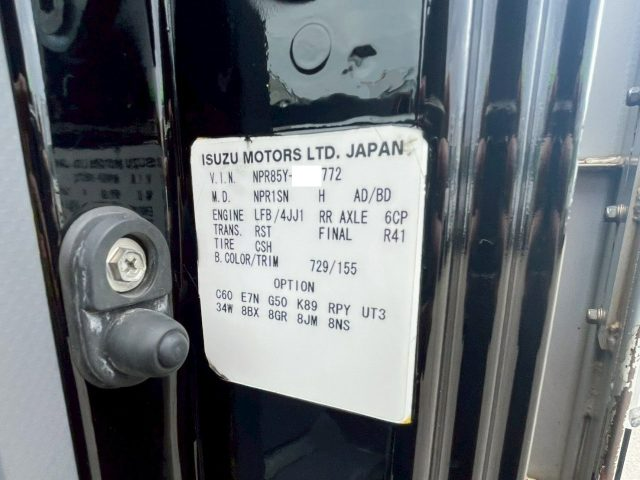 ISUZU MOTORS LTD. JAPAN
V.I.N. NPR85Y- 772
M.D. NPR1SN H AD/BD
ENGINE LFB/4JJ1 RR AXLE 6CP
TRANS. RST FINAL R41
TIRE CSH
B.COLOR/TRIM 729/155
OPTION
C60 E7N G50 K89 RPY UT3
34W 8BX 8GR 8JM 8NS